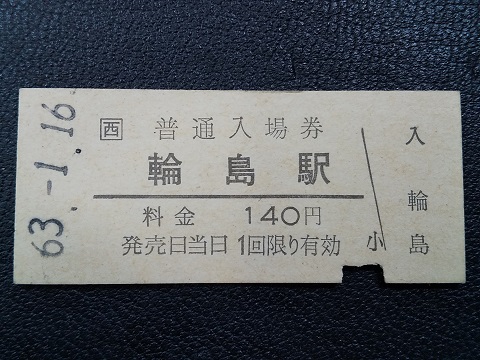 63.-1.16.
西 普通入場券
輪島駅
料金 140円
発売日当日1回限り有効
小
入
輪島